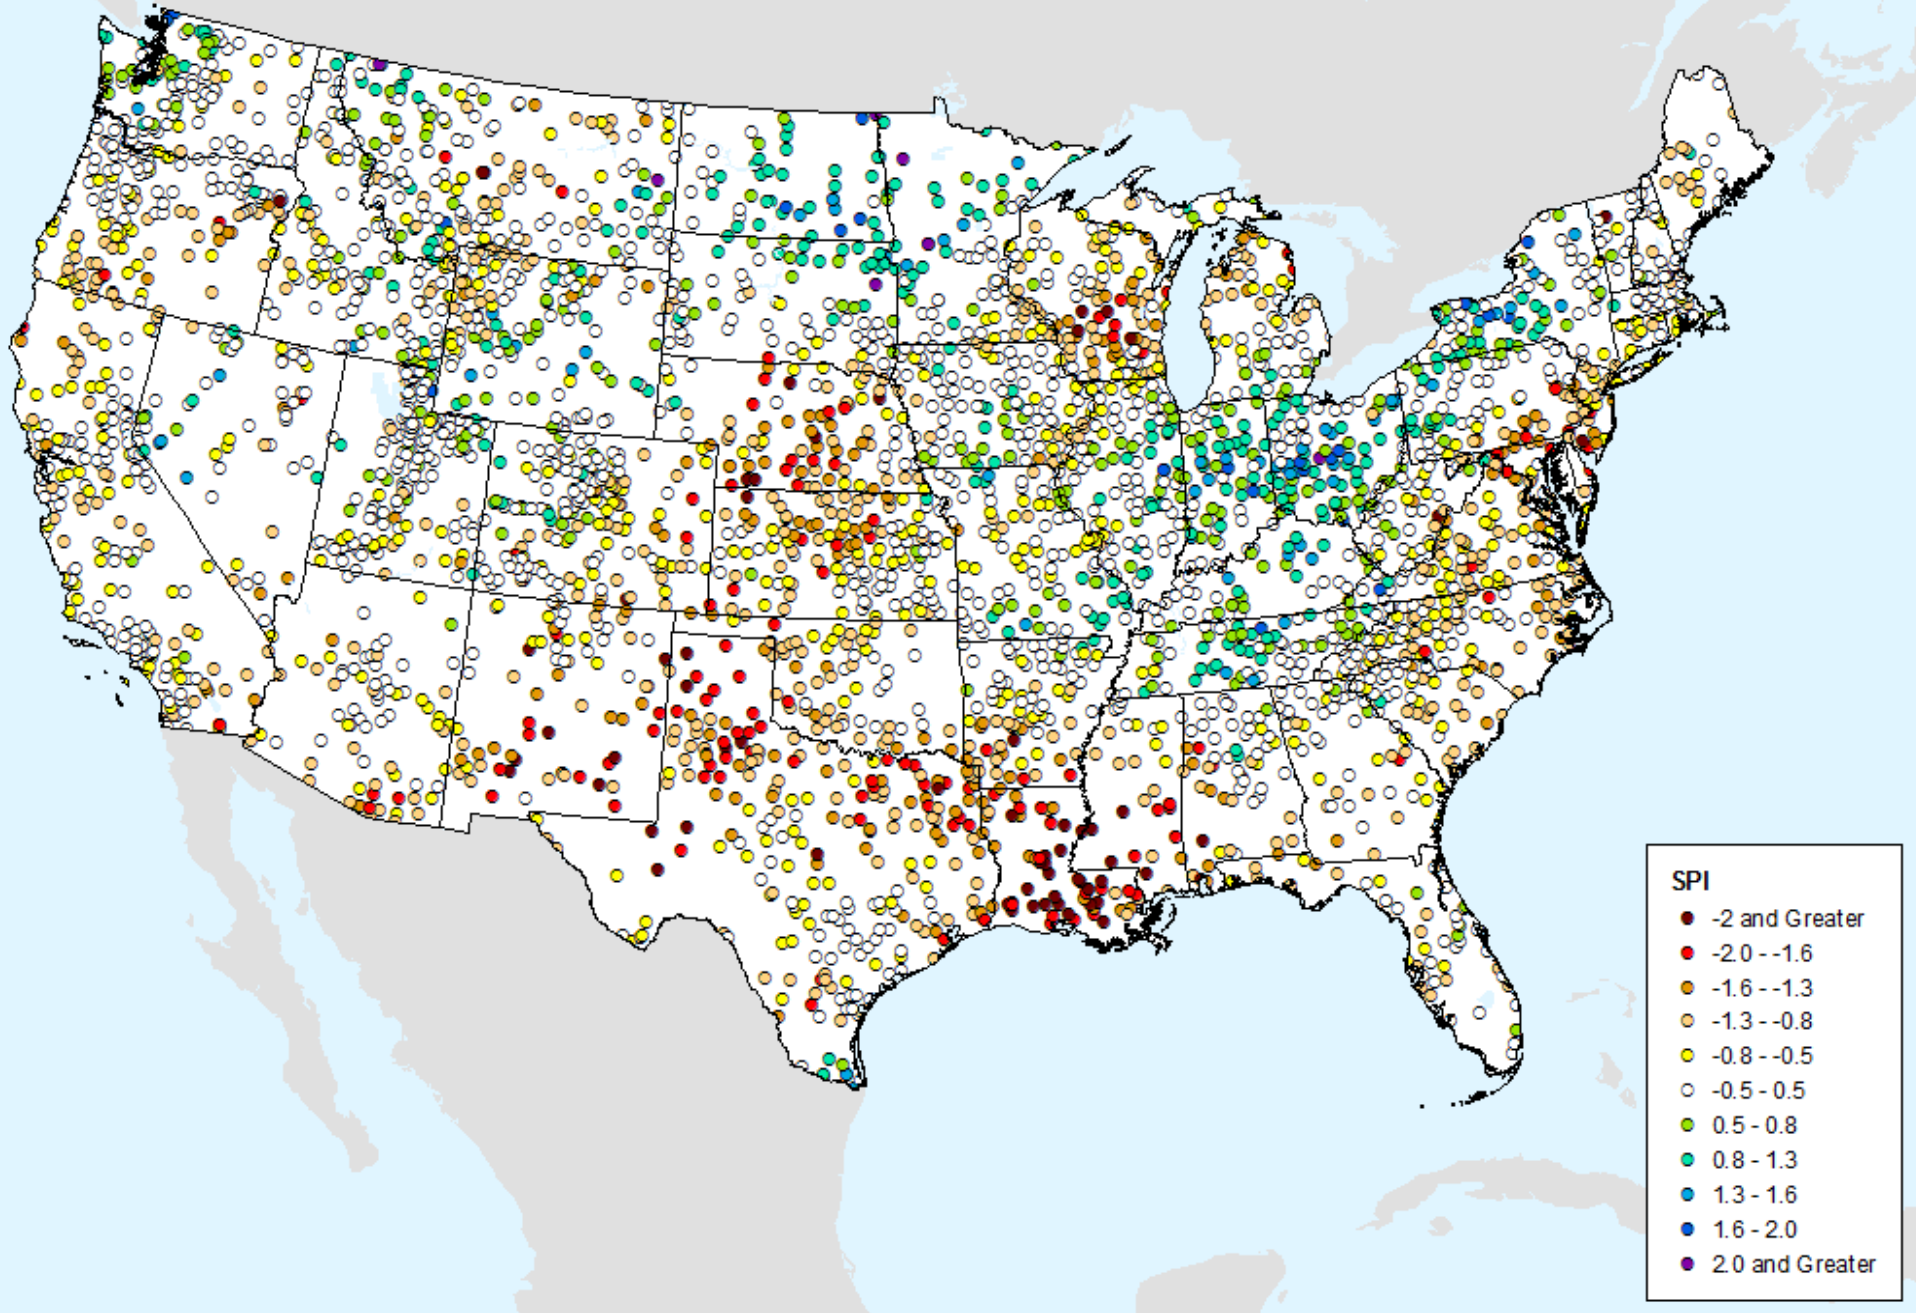 SPI
-2 and Greater
-2.0 - -1.6
-1.6 - -1.3
-1.3 - -0.8
-0.8 - -0.5
-0.5 - 0.5
0.5 - 0.8
0.8 - 1.3
1.3 - 1.6
1.6 - 2.0
2.0 and Greater